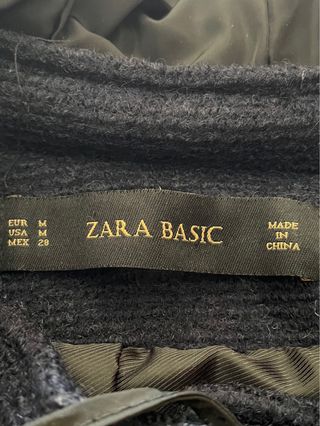 EUR M
USA M
MEX 28
ZARA BASIC
MADE
IN
CHINA